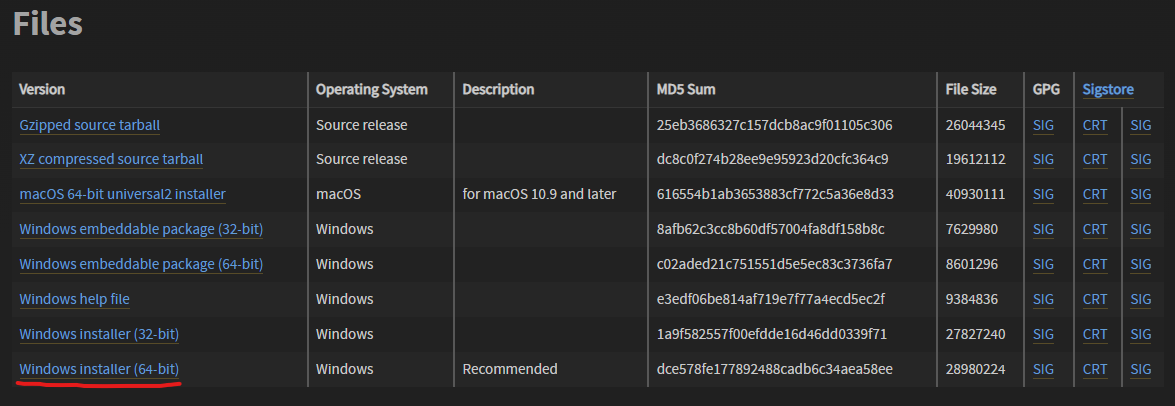 Files
Version Operating System Description MD5 Sum File Size GPG Sigstore
Gzipped source tarball Source release 25eb3686327c157dcb8ac9f01105c306 26044345 SIG CRT SIG
XZ compressed source tarball Source release dc8c0f274b28ee9e95923d20cfc364c9 19612112 SIG CRT SIG
macOS 64-bit universal2 installer macOS for macOS 10.9 and later 616554b1ab3653883cf772c5a36e8d33 40930111 SIG CRT SIG
Windows embeddable package (32-bit) Windows 8afb62c3cc8b60df57004fa8df158b8c 7629980 SIG CRT SIG
Windows embeddable package (64-bit) Windows c02aded21c751551d5e5ec83c3736fa7 8601296 SIG CRT SIG
Windows help file Windows e3edf06be814af719e7f77a4ecd5ec2f 9384836 SIG CRT SIG
Windows installer (32-bit) Windows 1a9f582557f00efdde16d46dd0339f71 27827240 SIG CRT SIG
Windows installer (64-bit) Windows Recommended dce578fe177892488cadb6c34aea58ee 28980224 SIG CRT SIG